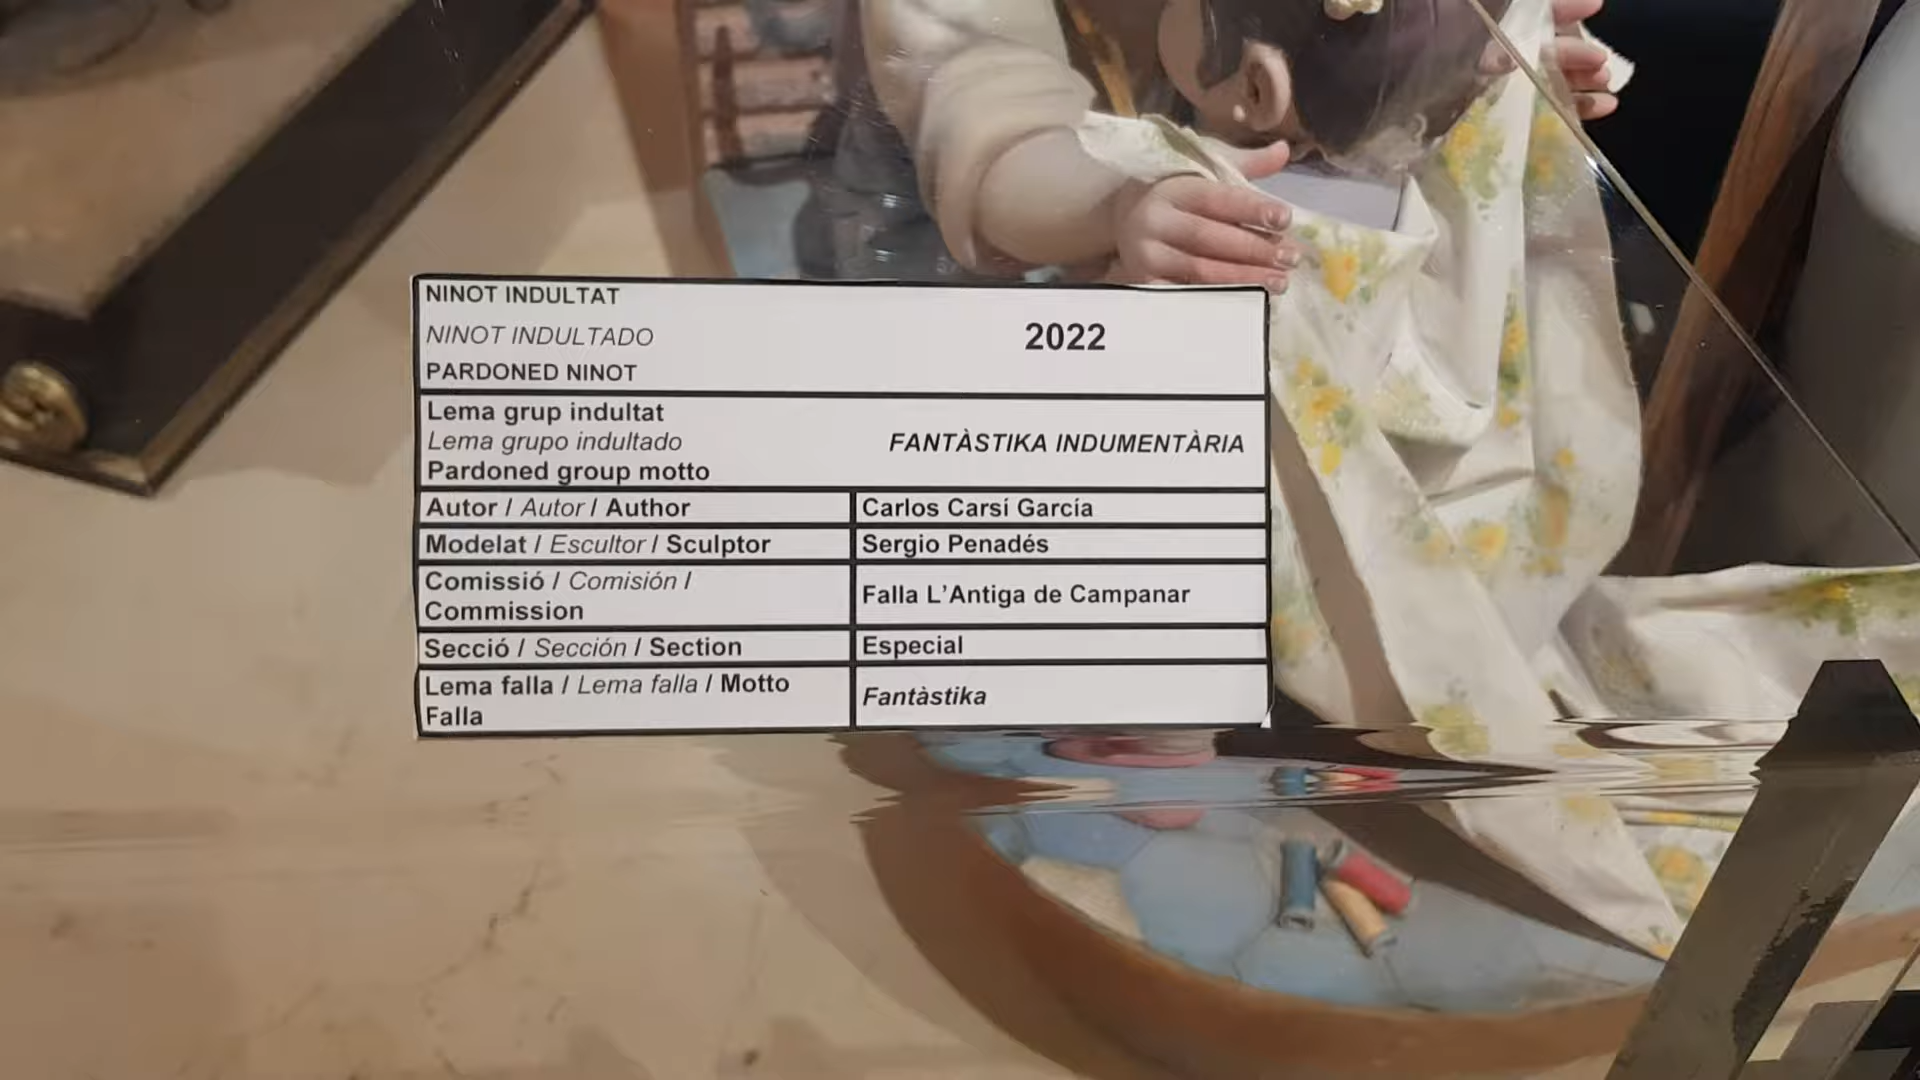 NINOT INDULTAT
NINOT INDULTADO
2022
PARDONED NINOT
Lema grup indultat
Lema grupo indultado
FANTÀSTIKA INDUMENTÀRIA
Pardoned group motto
Autor / Autor / Author
Carlos Carsí García
Modelat / Escultor / Sculptor
Sergio Penadés
Comissió / Comisión /
Commission
Falla L’Antiga de Campanar
Secció / Sección / Section
Especial
Lema falla / Lema falla / Motto
Falla
Fantàstika